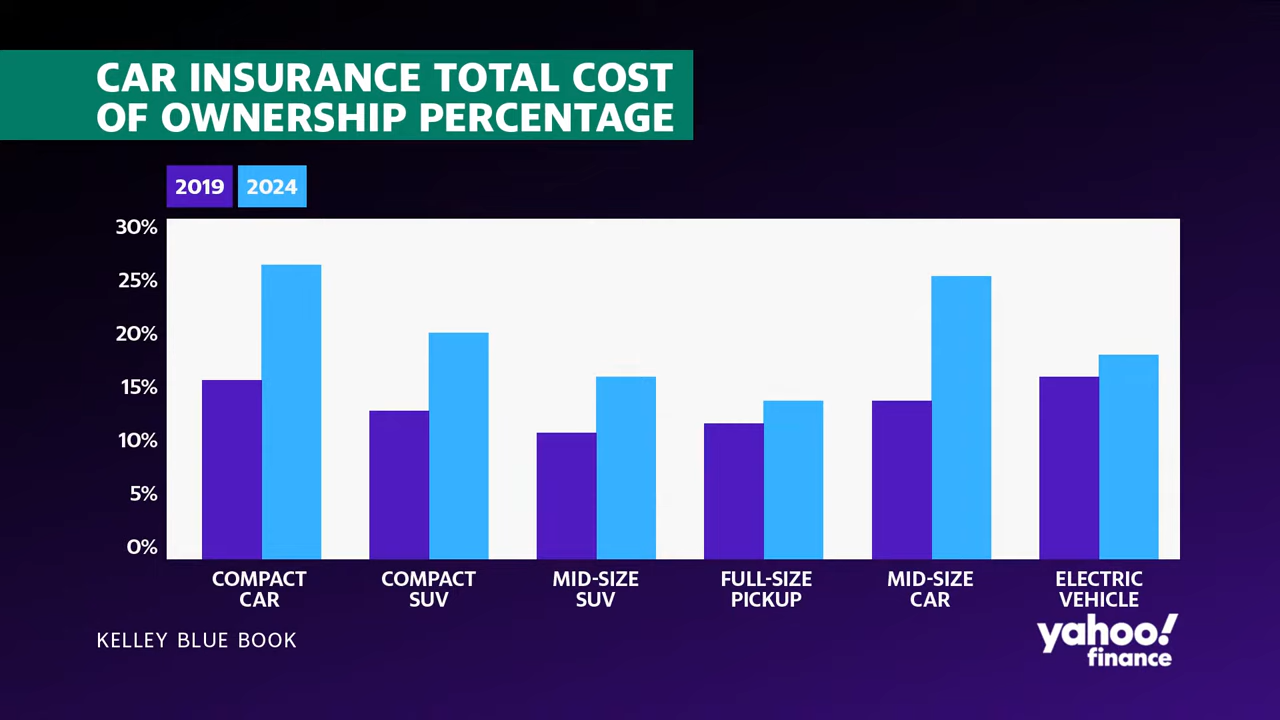 CAR INSURANCE TOTAL COST
OF OWNERSHIP PERCENTAGE
2019 2024
30%
25%
20%
15%
10%
5%
0%
COMPACT
CAR
COMPACT
SUV
MID-SIZE
SUV
FULL-SIZE
PICKUP
MID-SIZE
CAR
ELECTRIC
VEHICLE
KELLEY BLUE BOOK
yahoo!
finance